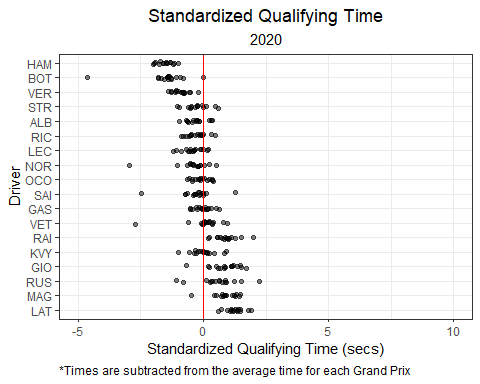 Standardized Qualifying Time
2020
Driver
HAM
BOT
VER
STR
ALB
RIC
LEC
NOR
OCO
SAI
GAS
VET
RAI
KVY
GIO
RUS
MAG
LAT
-5 0 5 10
Standardized Qualifying Time (secs)
*Times are subtracted from the average time for each Grand Prix